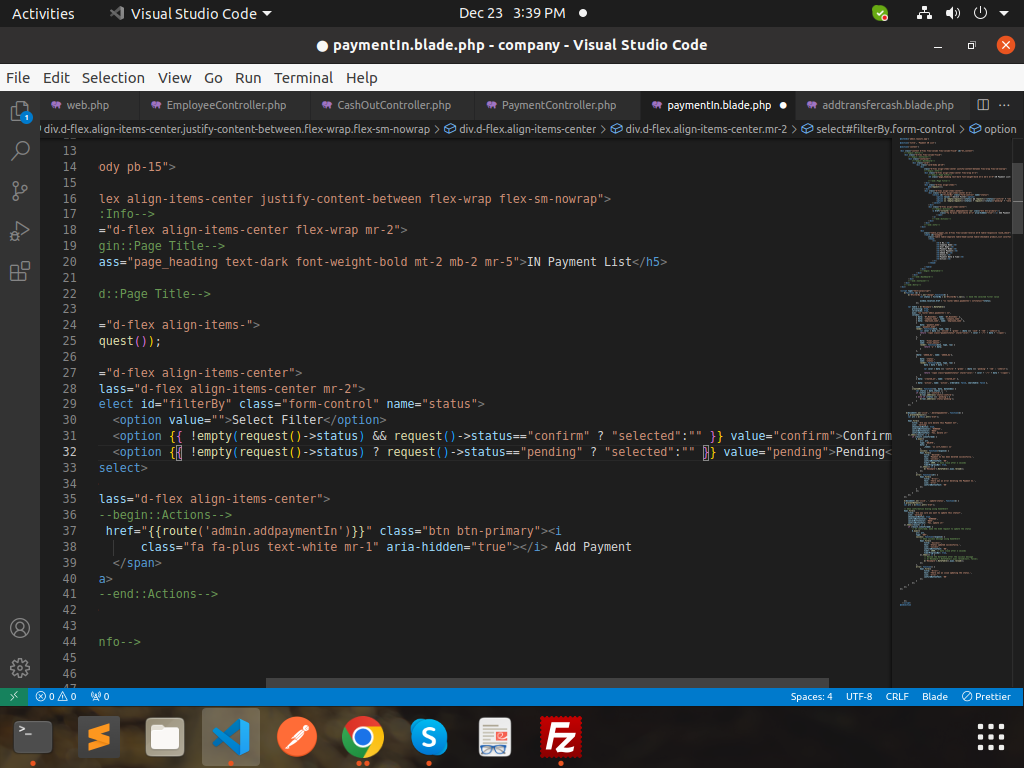 Activities Visual Studio Code Dec 23 3:39 PM
paymentIn.blade.php - company - Visual Studio Code
File Edit Selection View Go Run Terminal Help
web.php EmployeeController.php CashOutController.php PaymentController.php paymentIn.blade.php addtransfercash.blade.php
div.d-flex.align-items-center.justify-content-between.flex-wrap.flex-sm-nowrap > div.d-flex.align-items-center > div.d-flex.align-items-center.mr-2 > select#filterBy.form-control > option
1
13
14 ody pb-15">
15
16 lex align-items-center justify-content-between flex-wrap flex-sm-nowrap">
17 :Info-->
18 ="d-flex align-items-center flex-wrap mr-2">
19 gin::Page Title-->
20 ass="page_heading text-dark font-weight-bold mt-2 mb-2 mr-5">IN Payment List</h5>
21
22 d::Page Title-->
23
24 ="d-flex align-items-">
25 quest());
26
27 ="d-flex align-items-center">
28 lass="d-flex align-items-center mr-2">
29 elect id="filterBy" class="form-control" name="status">
30 <option value="">Select Filter</option>
31 <option {{ !empty(request()->status) && request()->status=="confirm" ? "selected":"" }} value="confirm">Confirm
32 <option {{ !empty(request()->status) ? request()->status=="pending" ? "selected":"" }} value="pending">Pending<
33 select>
34
35 lass="d-flex align-items-center">
36 --begin::Actions-->
37 href="{{route('admin.addpaymentIn')}}" class="btn btn-primary"><i
38 class="fa fa-plus text-white mr-1" aria-hidden="true"></i> Add Payment
39 </span>
40 a>
41 --end::Actions-->
42
43
44 nfo-->
45
46
47
0 0 0 Spaces: 4 UTF-8 CRLF Blade Prettier
>_ S S Fz